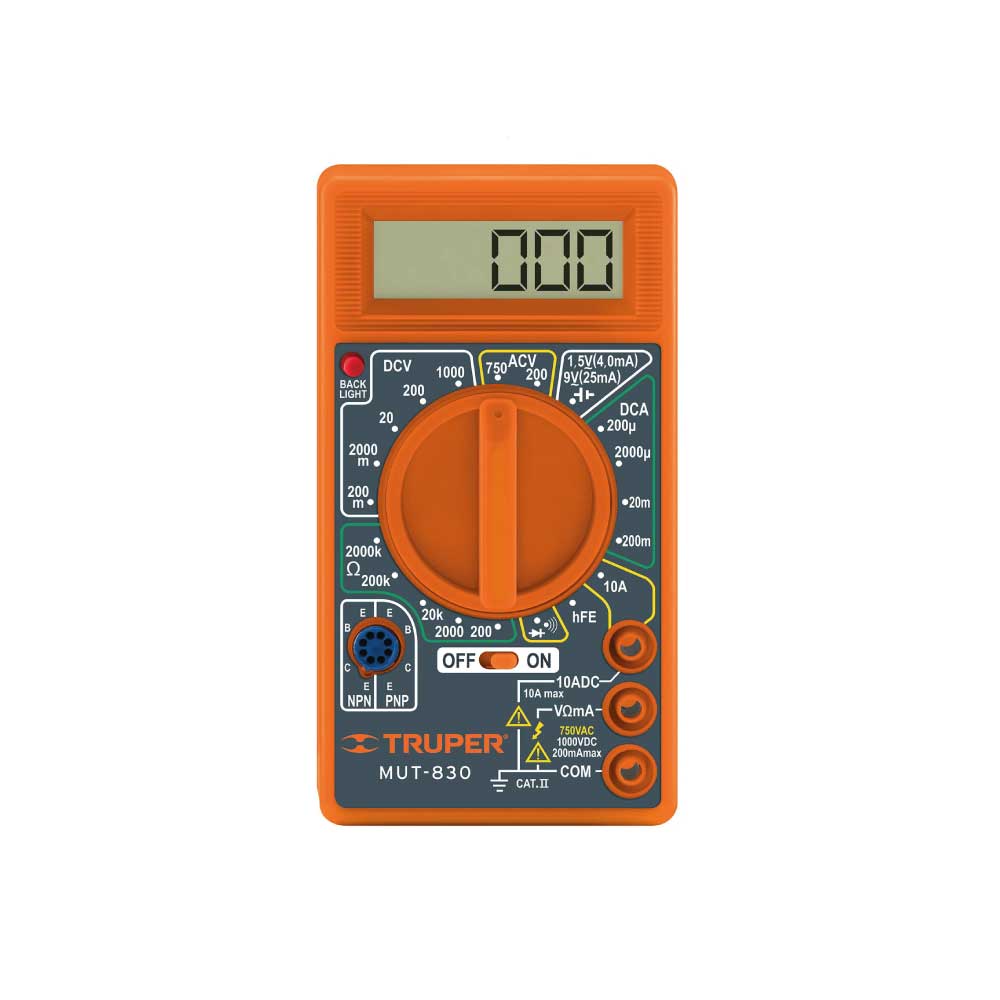 000
BACK
LIGHT
DCV
1000
200
20
2000
m
200
m
750
ACV
200
1,5V(4,0mA)
9V(25mA)
DCA
200µ
2000µ
20m
200m
10A
hFE
2000k
Ω
200k
20k
2000
200
E E
B B
C C
E E
NPN PNP
OFF ON
10ADC
10A max
VΩmA
750VAC
1000VDC
200mAmax
COM
CAT.II
TRUPER®
MUT-830